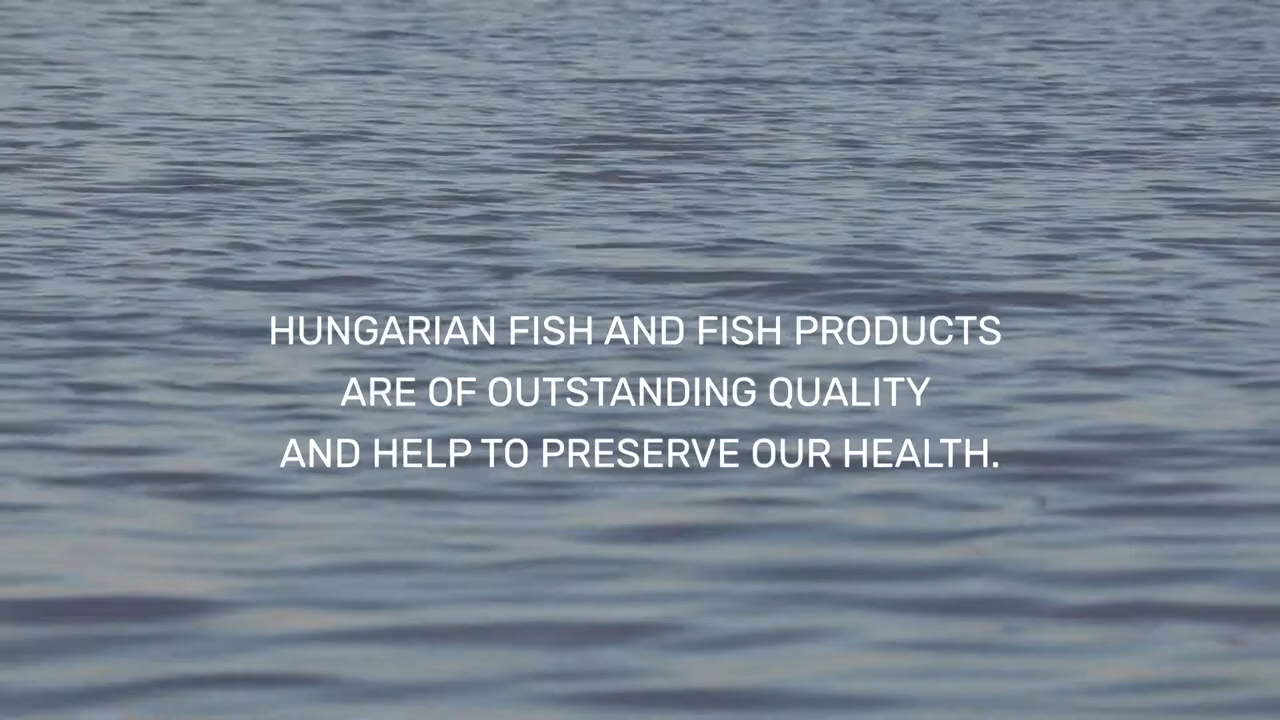 HUNGARIAN FISH AND FISH PRODUCTS
ARE OF OUTSTANDING QUALITY
AND HELP TO PRESERVE OUR HEALTH.